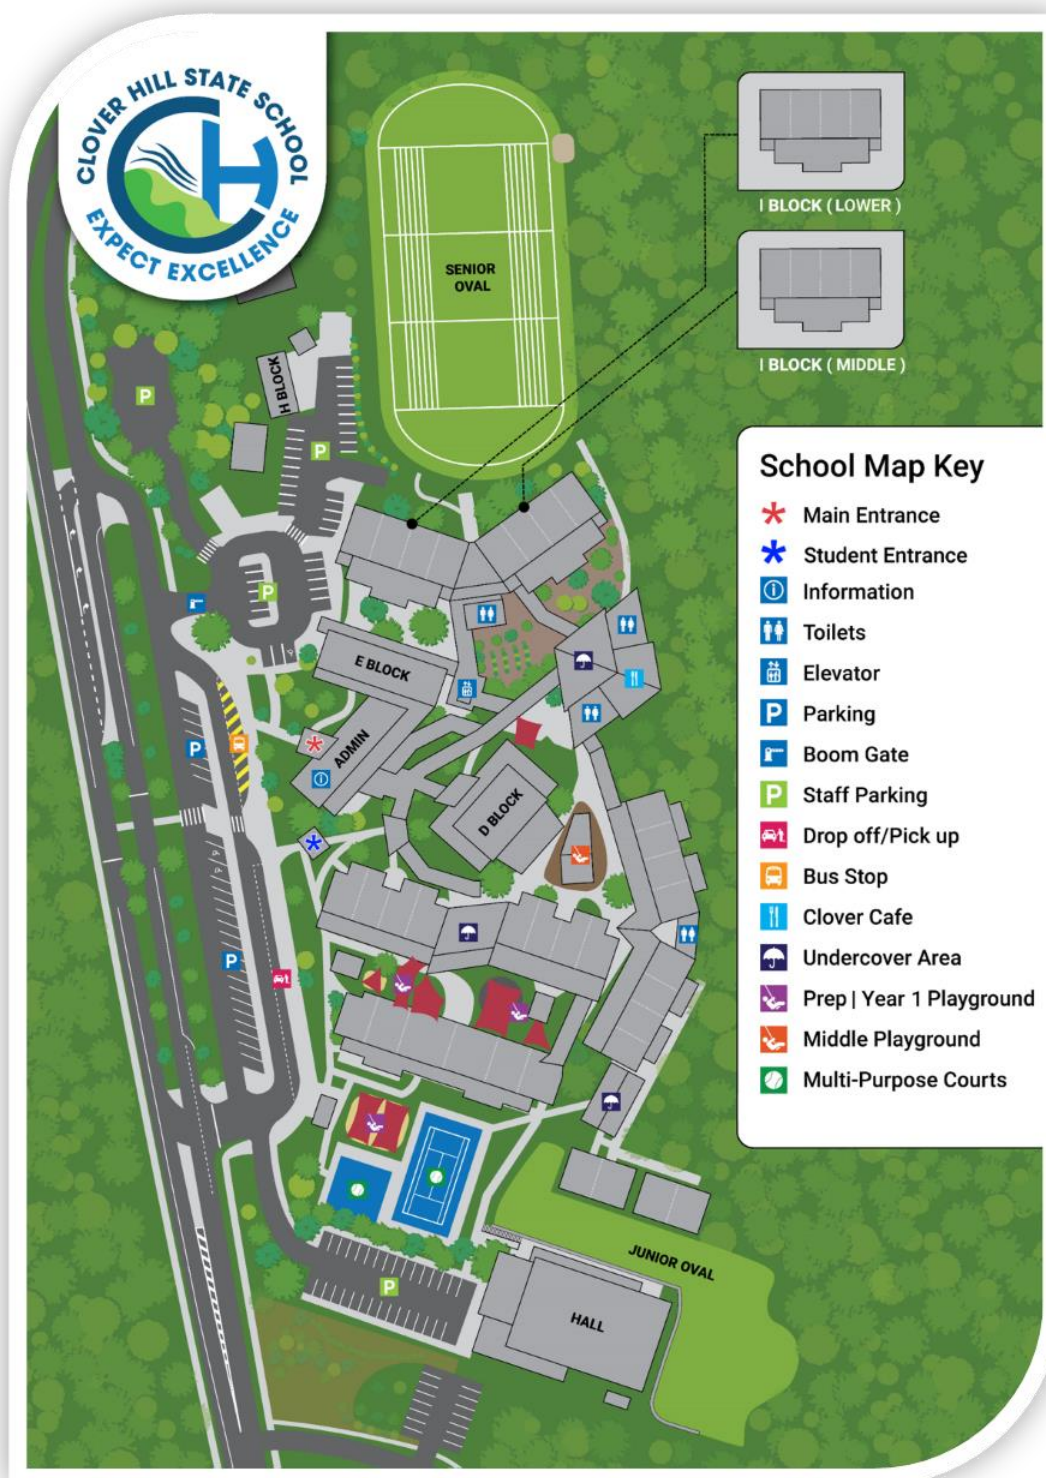 CLOVER HILL STATE SCHOOL
EXPECT EXCELLENCE
CH
I BLOCK ( LOWER )
I BLOCK ( MIDDLE )
SENIOR
OVAL
H BLOCK
P
P
P
E BLOCK
ADMIN
P
D BLOCK
P
JUNIOR OVAL
P
HALL
School Map Key
Main Entrance
Student Entrance
Information
Toilets
Elevator
P Parking
Boom Gate
P Staff Parking
Drop off/Pick up
Bus Stop
Clover Cafe
Undercover Area
Prep | Year 1 Playground
Middle Playground
Multi-Purpose Courts